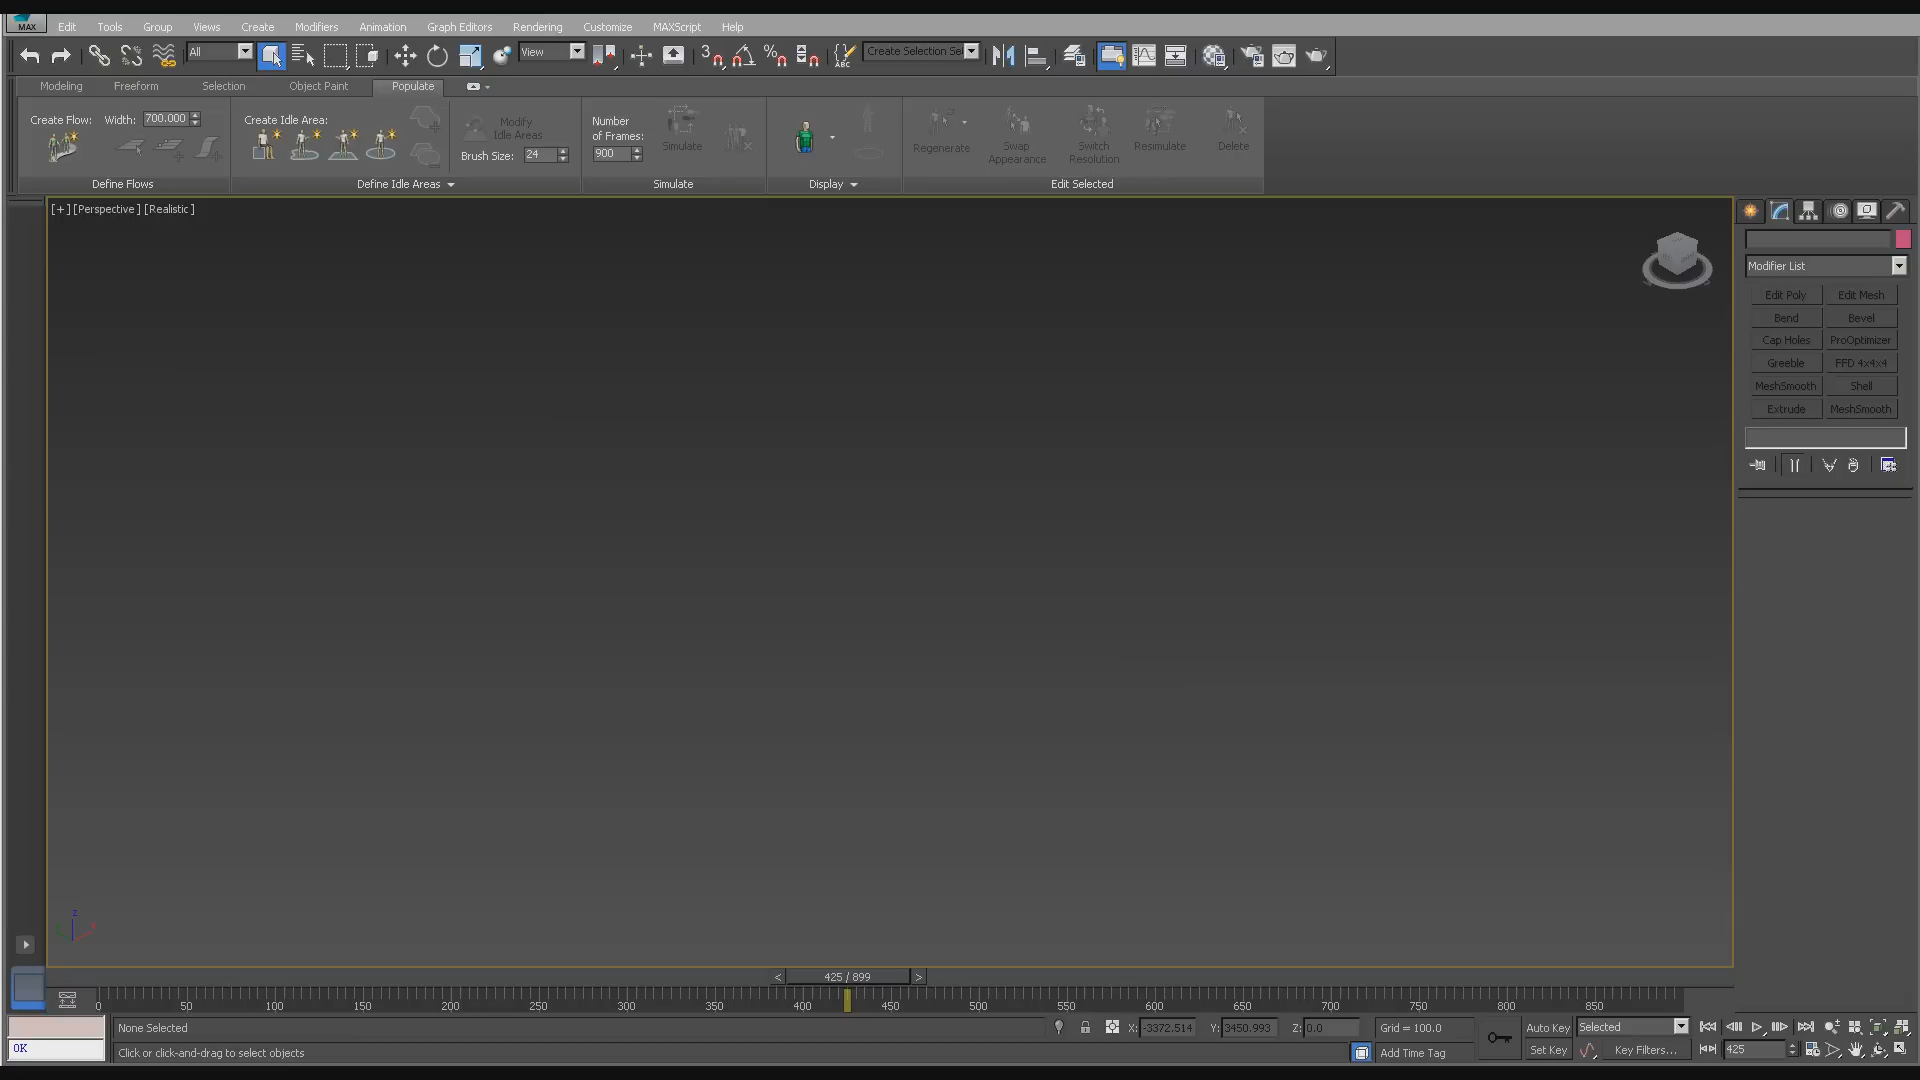 MAX Edit Tools Group Views Create Modifiers Animation Graph Editors Rendering Customize MAXScript Help
All View 3 % ABC Create Selection Se
Modeling Freeform Selection Object Paint Populate
Create Flow: Width: 700.000
Create Idle Area:
Modify
Idle Areas
Brush Size: 24
Number
of Frames:
900
Simulate
Regenerate
Swap
Appearance
Switch
Resolution
Resimulate
Delete
Define Flows Define Idle Areas Simulate Display Edit Selected
[+] [Perspective] [Realistic]
Modifier List
Edit Poly Edit Mesh
Bend Bevel
Cap Holes ProOptimizer
Greeble FFD 4x4x4
MeshSmooth Shell
Extrude MeshSmooth
z
< 425 / 899 >
0 50 100 150 200 250 300 350 400 450 500 550 600 650 700 750 800 850
None Selected X: -3372.514 Y: 3450.993 Z: 0.0 Grid = 100.0 Auto Key Selected
OK Click or click-and-drag to select objects Add Time Tag Set Key Key Filters... 425